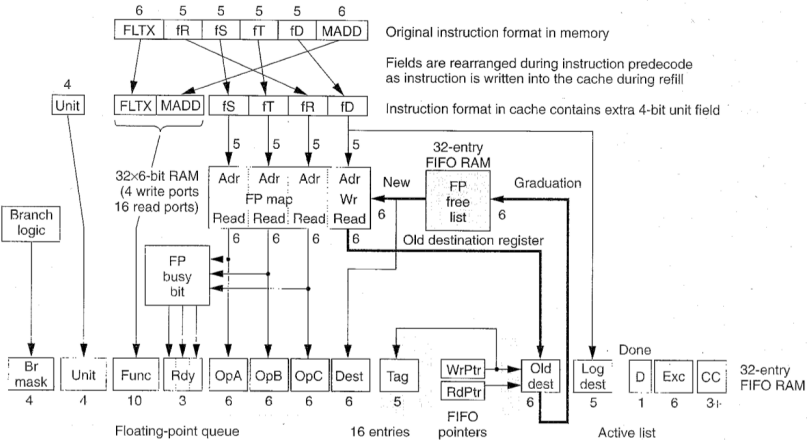 6 5 5 5 5 6
FLTX fR fS fT fD MADD
Original instruction format in memory
Fields are rearranged during instruction predecode
as instruction is written into the cache during refill
4
Unit
FLTX MADD fS fT fR fD
Instruction format in cache contains extra 4-bit unit field
5 5 5 5
32-entry
FIFO RAM
32×6-bit RAM
(4 write ports
16 read ports)
Adr Adr Adr Adr
FP map
Wr
Read Read Read Read
New
6
FP
free
list
Graduation
6
6 6 6 6
Old destination register
Branch
logic
FP
busy
bit
Br
mask
Unit
Func
Rdy
OpA
OpB
OpC
Dest
Tag
WrPtr
RdPtr
Old
dest
Log
dest
Done
D
Exc
CC
32-entry
FIFO RAM
4 4 10 3 6 6 6 6 5 6 5 1 6 3
FIFO
pointers
Floating-point queue
16 entries
Active list